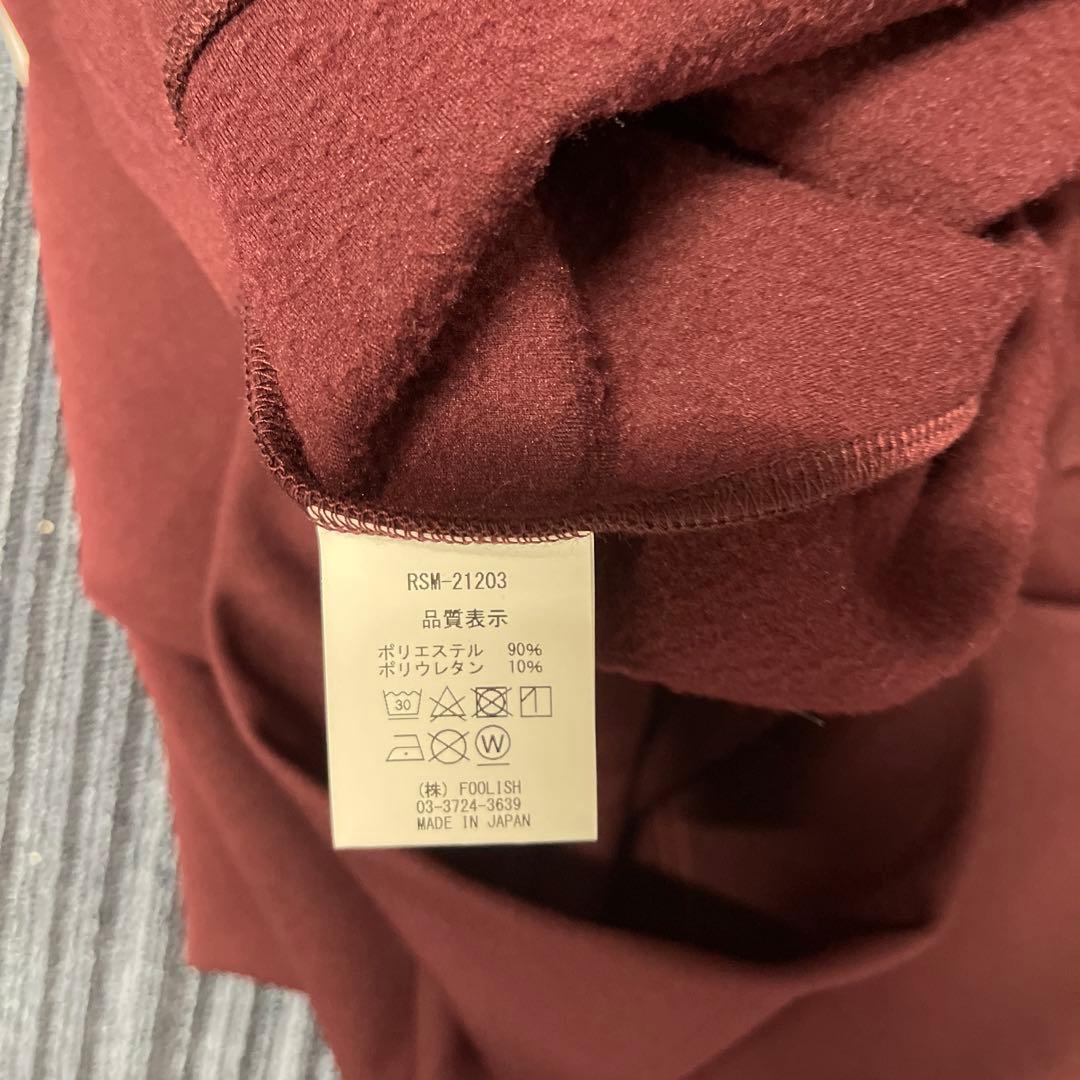 RSM-21203
品質表示
ポリエステル 90%
ポリウレタン 10%
30
W
(株) FOOLISH
03-3724-3639
MADE IN JAPAN